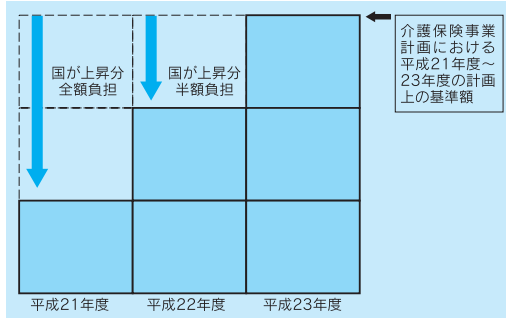 国が上昇分
全額負担
国が上昇分
半額負担
介護保険事業
計画における
平成21年度～
23年度の計画
上の基準額
平成21年度
平成22年度
平成23年度